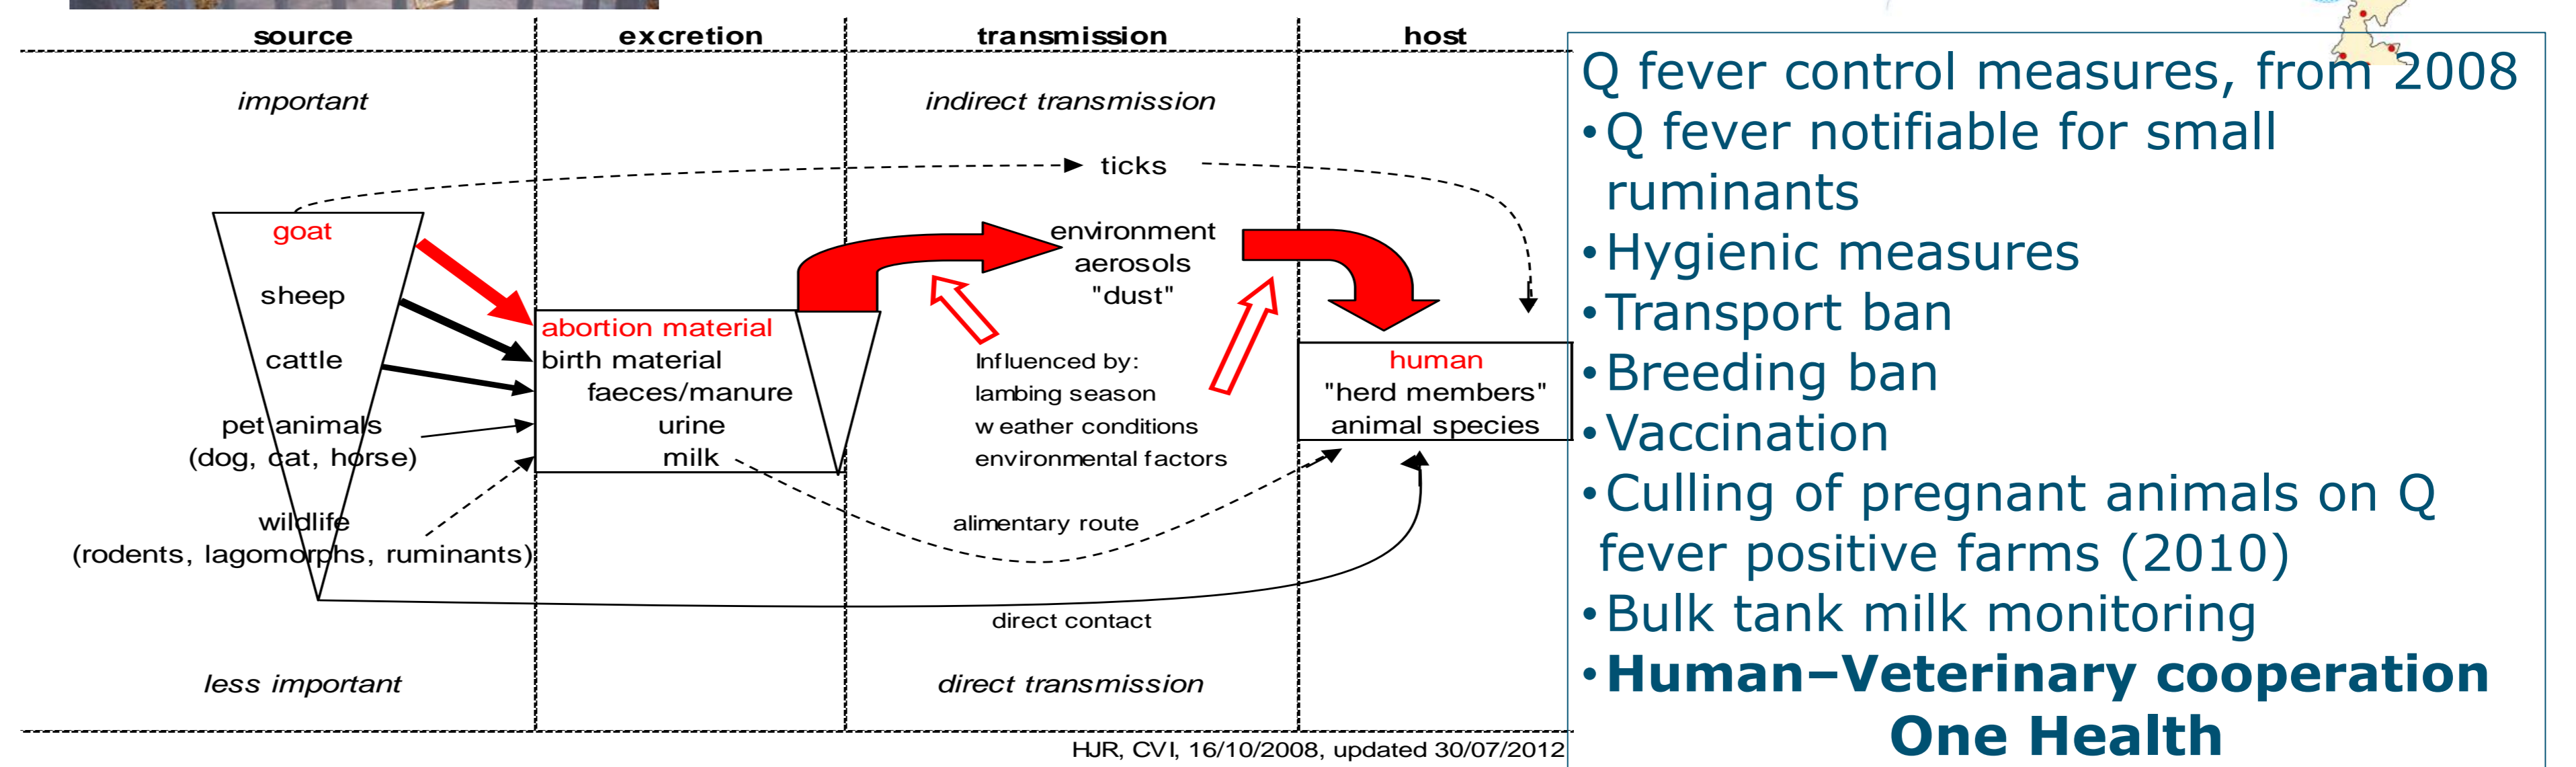 source excretion transmission host
important indirect transmission
ticks
goat
sheep
cattle
pet animals
(dog, cat, horse)
wildlife
(rodents, lagomorphs, ruminants)
abortion material
birth material
faeces/manure
urine
milk
environment
aerosols
"dust"
Influenced by:
lambing season
weather conditions
environmental factors
alimentary route
direct contact
human
"herd members"
animal species
less important direct transmission
HJR, CVI, 16/10/2008, updated 30/07/2012
Q fever control measures, from 2008
•Q fever notifiable for small
ruminants
•Hygienic measures
•Transport ban
•Breeding ban
•Vaccination
•Culling of pregnant animals on Q
fever positive farms (2010)
•Bulk tank milk monitoring
•Human–Veterinary cooperation
One Health